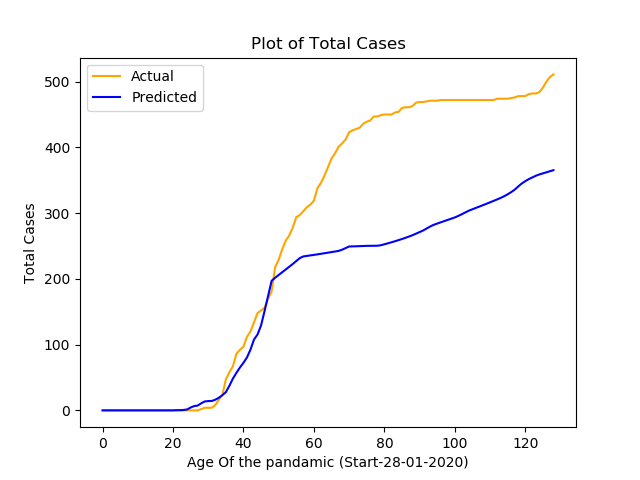 Plot of Total Cases
Actual
Predicted
500
400
300
200
100
0
Total Cases
0 20 40 60 80 100 120
Age Of the pandamic (Start-28-01-2020)